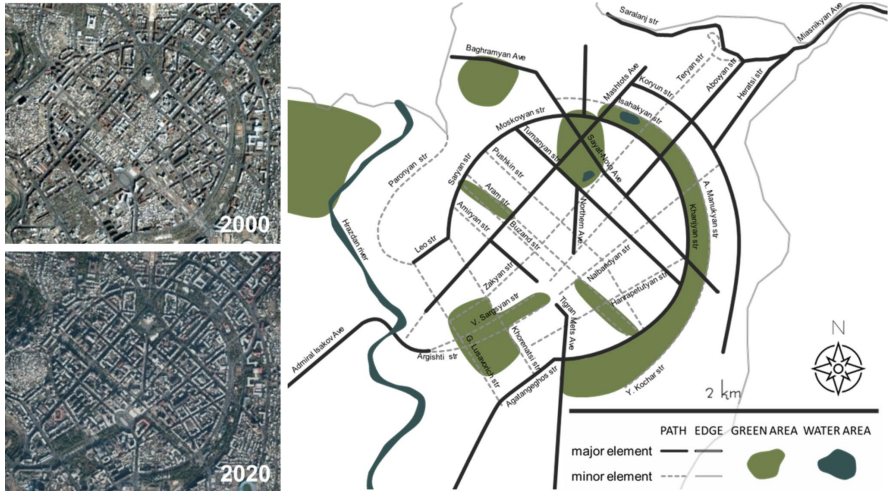 2000
2020
Saralanj str
Miasnikyan Ave
Baghramyan Ave
Teryan str
Abovyan str
Heratsi str
Mashtots Ave
Koryun str
Isahakyan str
Moskovyan str
Tumanyan str
Sayat-Nova Ave
Pushkin str
Paronyan str
Saryan str
Aram str
Amiryan str
Buzand str
Northern Ave
Khanjyan str
A. Manukyan str
Hrazdan river
Leo str
Zakyan str
Nalbandyan str
Hanrapetutyan str
V. Sargsyan str
Tigran Mets Ave
Khorenatsi str
G. Lusavorich str
Argishti str
Admiral Isakov Ave
Agatangeghos str
Y. Kochar str
N
2 km
PATH EDGE GREEN AREA WATER AREA
major element
minor element